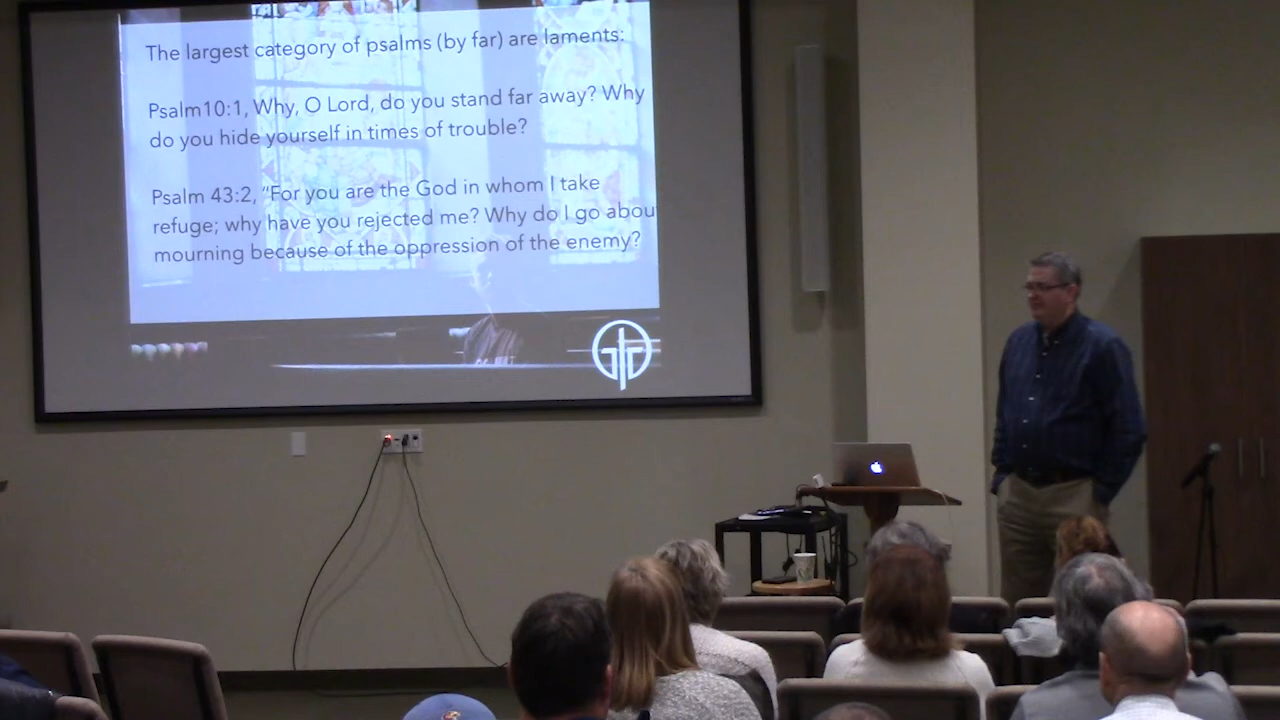 The largest category of psalms (by far) are laments:
Psalm10:1, Why, O Lord, do you stand far away? Why
do you hide yourself in times of trouble?
Psalm 43:2, “For you are the God in whom I take
refuge; why have you rejected me? Why do I go abou
mourning because of the oppression of the enemy?